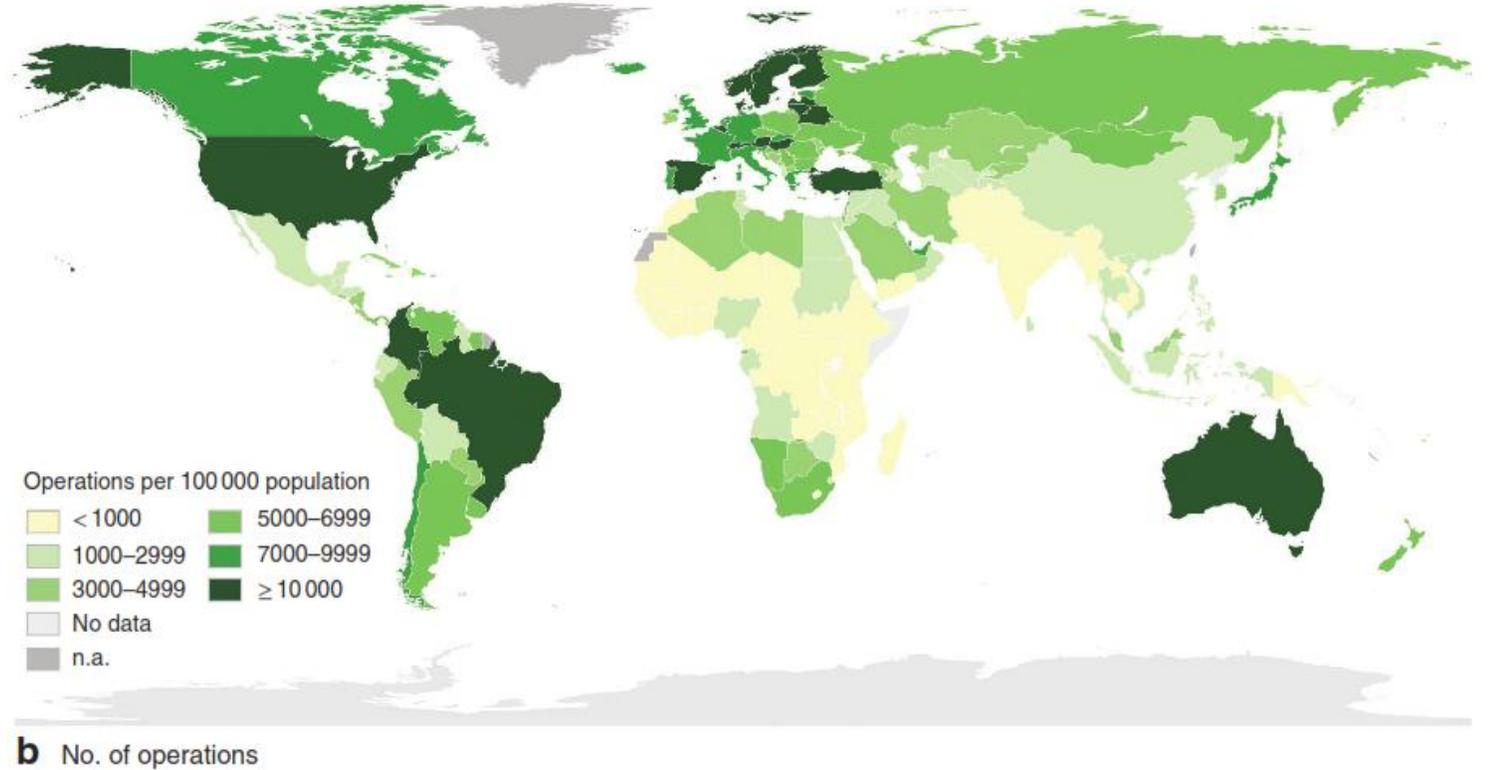 Operations per 100 000 population
< 1000
5000–6999
1000–2999
7000–9999
3000–4999
≥ 10 000
No data
n.a.
b No. of operations